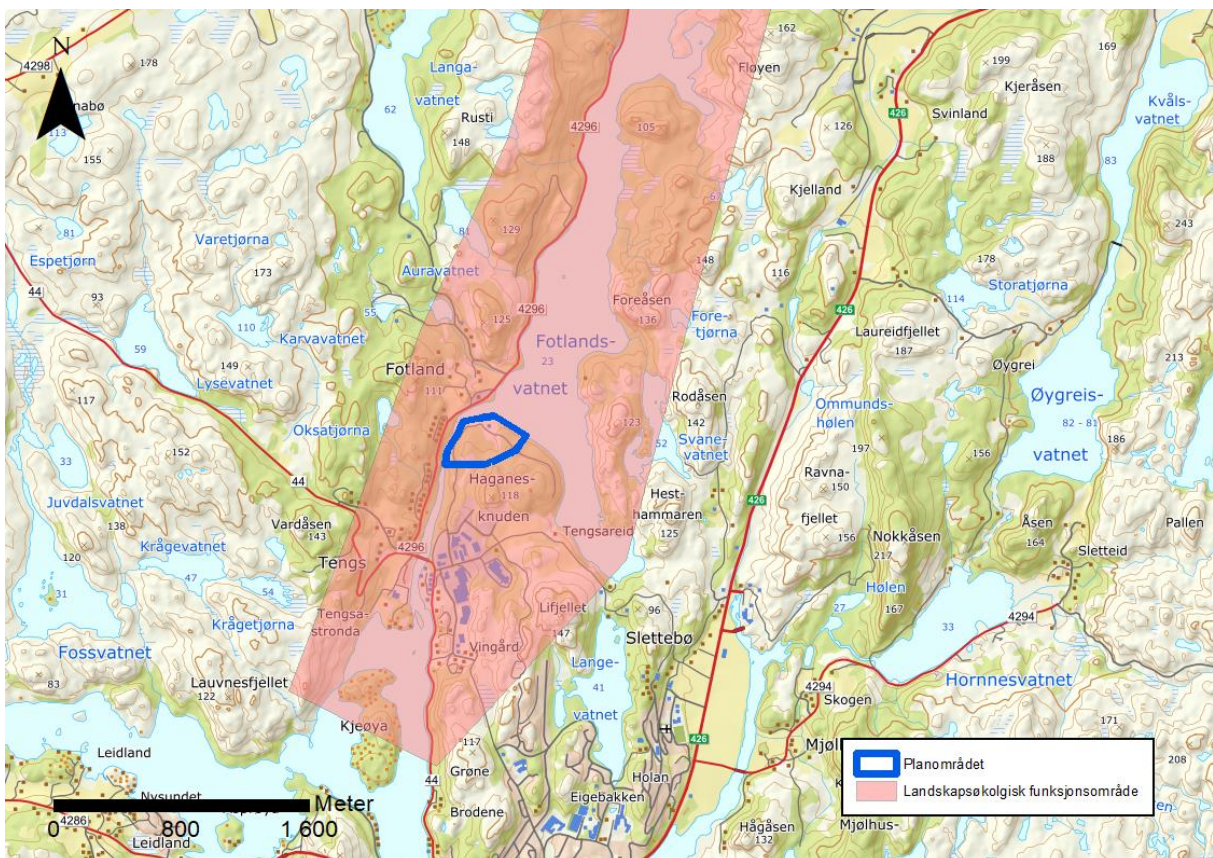 N
4298
178
Langa-
vatnet
62
Rusti
148
162
Fløyen
4296
105
126
199
Kjeråsen
Svinland
426
188
169
Kvåls-
vatnet
83
113
155
Varetjørna
81
Espetjørn
173
93
44
129
81
Auravatnet
67
148
Kjelland
116
243
178
Storatjørna
114
110
Karvavatnet
55
125
4296
Foreåsen
136
Fore-
tjørna
426
Laureidfjellet
187
Øygrei
59
149
Lysevatnet
Fotland
111
Fotlands-
23
vatnet
213
117
Oksatjørna
Rodåsen
142
Svane-
vatnet
52
123
Ommunds-
hølen
197
156
Øygreis-
82 - 81
vatnet
186
33
152
44
Juvdalsvatnet
138
Haganes-
118
knuden
Ravna-
150
fjellet
426
Vardåsen
143
Hest-
hammaren
125
Tengsareid
156
Nokkåsen
217
Åsen
164
Pallen
Sletteid
120
Krågevatnet
47
54
Krågetjørna
31
Tengs
4296
Tengsa-
stronda
Lifjellet
147
96
Hølen
27
167
33
4294
Fossvatnet
83
Lauvnesfjellet
122
Vingård
Slettebø
Lange-
41
vatnet
4294
Skogen
Hornnesvatnet
171
Kjeøya
Leidland
117
426
Mjøl
208
44
Grøne
Nysundet
Brodene
Holan
Eigebakken
4286
Leidland
Hågåsen
132
Mjølhus-
Planområdet
Landskapsøkolgisk funksjonsområde
Meter
0 800 1 600